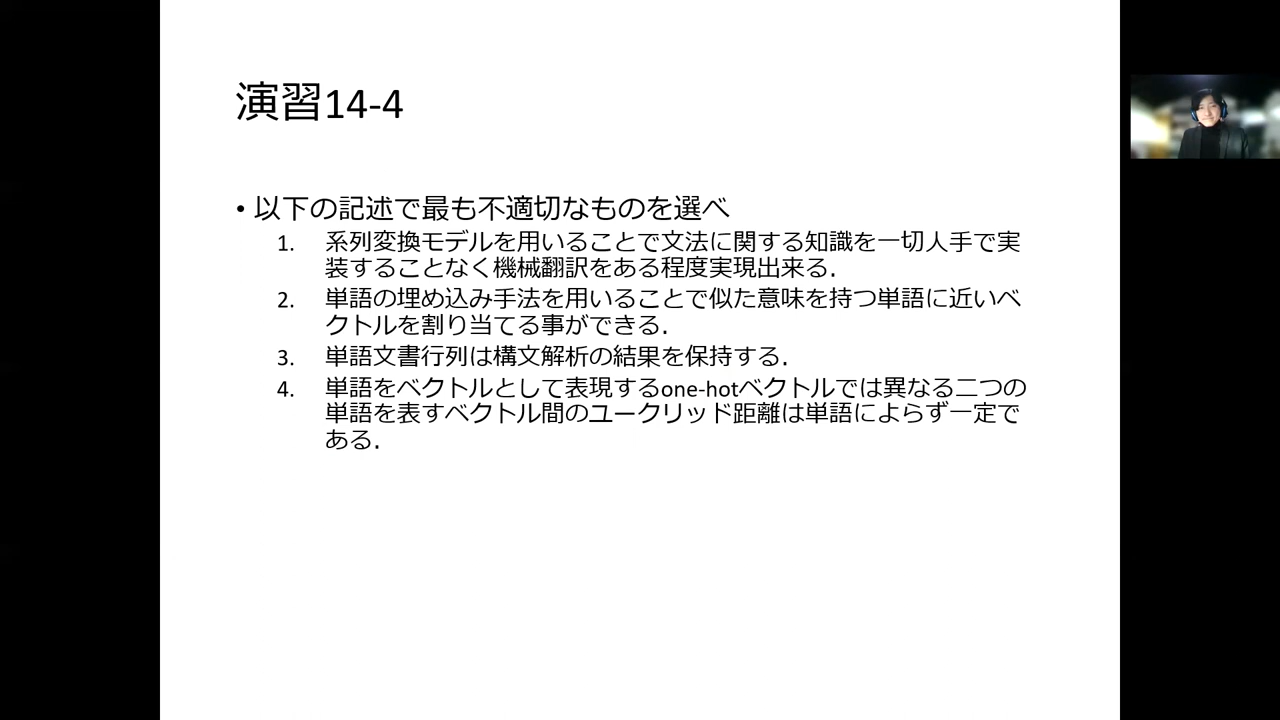 演習14-4
• 以下の記述で最も不適切なものを選べ
1. 系列変換モデルを用いることで文法に関する知識を一切人手で実
装することなく機械翻訳をある程度実現出来る.
2. 単語の埋め込み手法を用いることで似た意味を持つ単語に近いベ
クトルを割り当てる事ができる.
3. 単語文書行列は構文解析の結果を保持する.
4. 単語をベクトルとして表現するone-hotベクトルでは異なる二つの
単語を表すベクトル間のユークリッド距離は単語によらず一定で
ある.